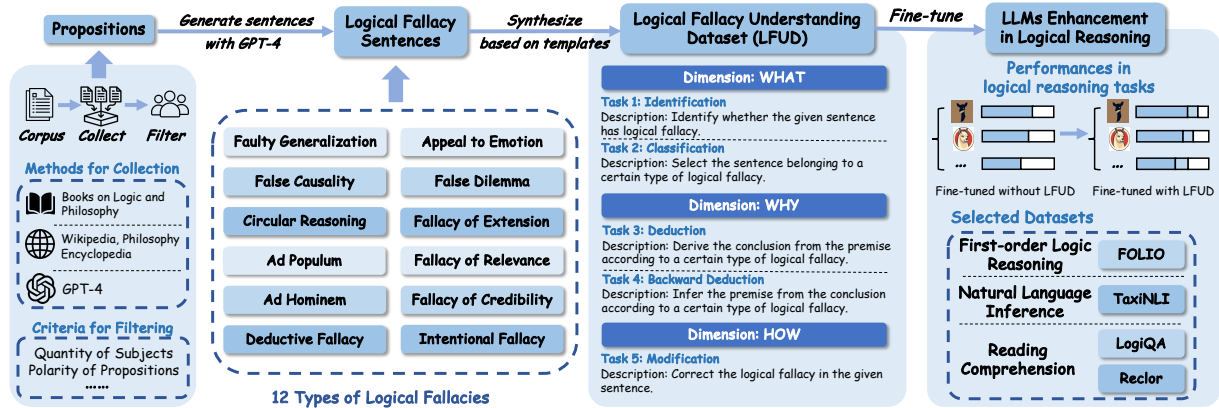 Propositions
Generate sentences
with GPT-4
Logical Fallacy
Sentences
Synthesize
based on templates
Logical Fallacy Understanding
Dataset (LFUD)
Fine-tune
LLMs Enhancement
in Logical Reasoning
Corpus
Collect
Filter
Methods for Collection
Books on Logic and
Philosophy
Wikipedia, Philosophy
Encyclopedia
GPT-4
Criteria for Filtering
Quantity of Subjects
Polarity of Propositions
......
Faulty Generalization
Appeal to Emotion
False Causality
False Dilemma
Circular Reasoning
Fallacy of Extension
Ad Populum
Fallacy of Relevance
Ad Hominem
Fallacy of Credibility
Deductive Fallacy
Intentional Fallacy
12 Types of Logical Fallacies
Dimension: WHAT
Task 1: Identification
Description: Identify whether the given sentence
has logical fallacy.
Task 2: Classification
Description: Select the sentence belonging to a
certain type of logical fallacy.
Dimension: WHY
Task 3: Deduction
Description: Derive the conclusion from the premise
according to a certain type of logical fallacy.
Task 4: Backward Deduction
Description: Infer the premise from the conclusion
according to a certain type of logical fallacy.
Dimension: HOW
Task 5: Modification
Description: Correct the logical fallacy in the given
sentence.
Performances in
logical reasoning tasks
...
...
Fine-tuned without LFUD
Fine-tuned with LFUD
Selected Datasets
First-order Logic
Reasoning
FOLIO
Natural Language
Inference
TaxiNLI
Reading
Comprehension
LogiQA
Reclor